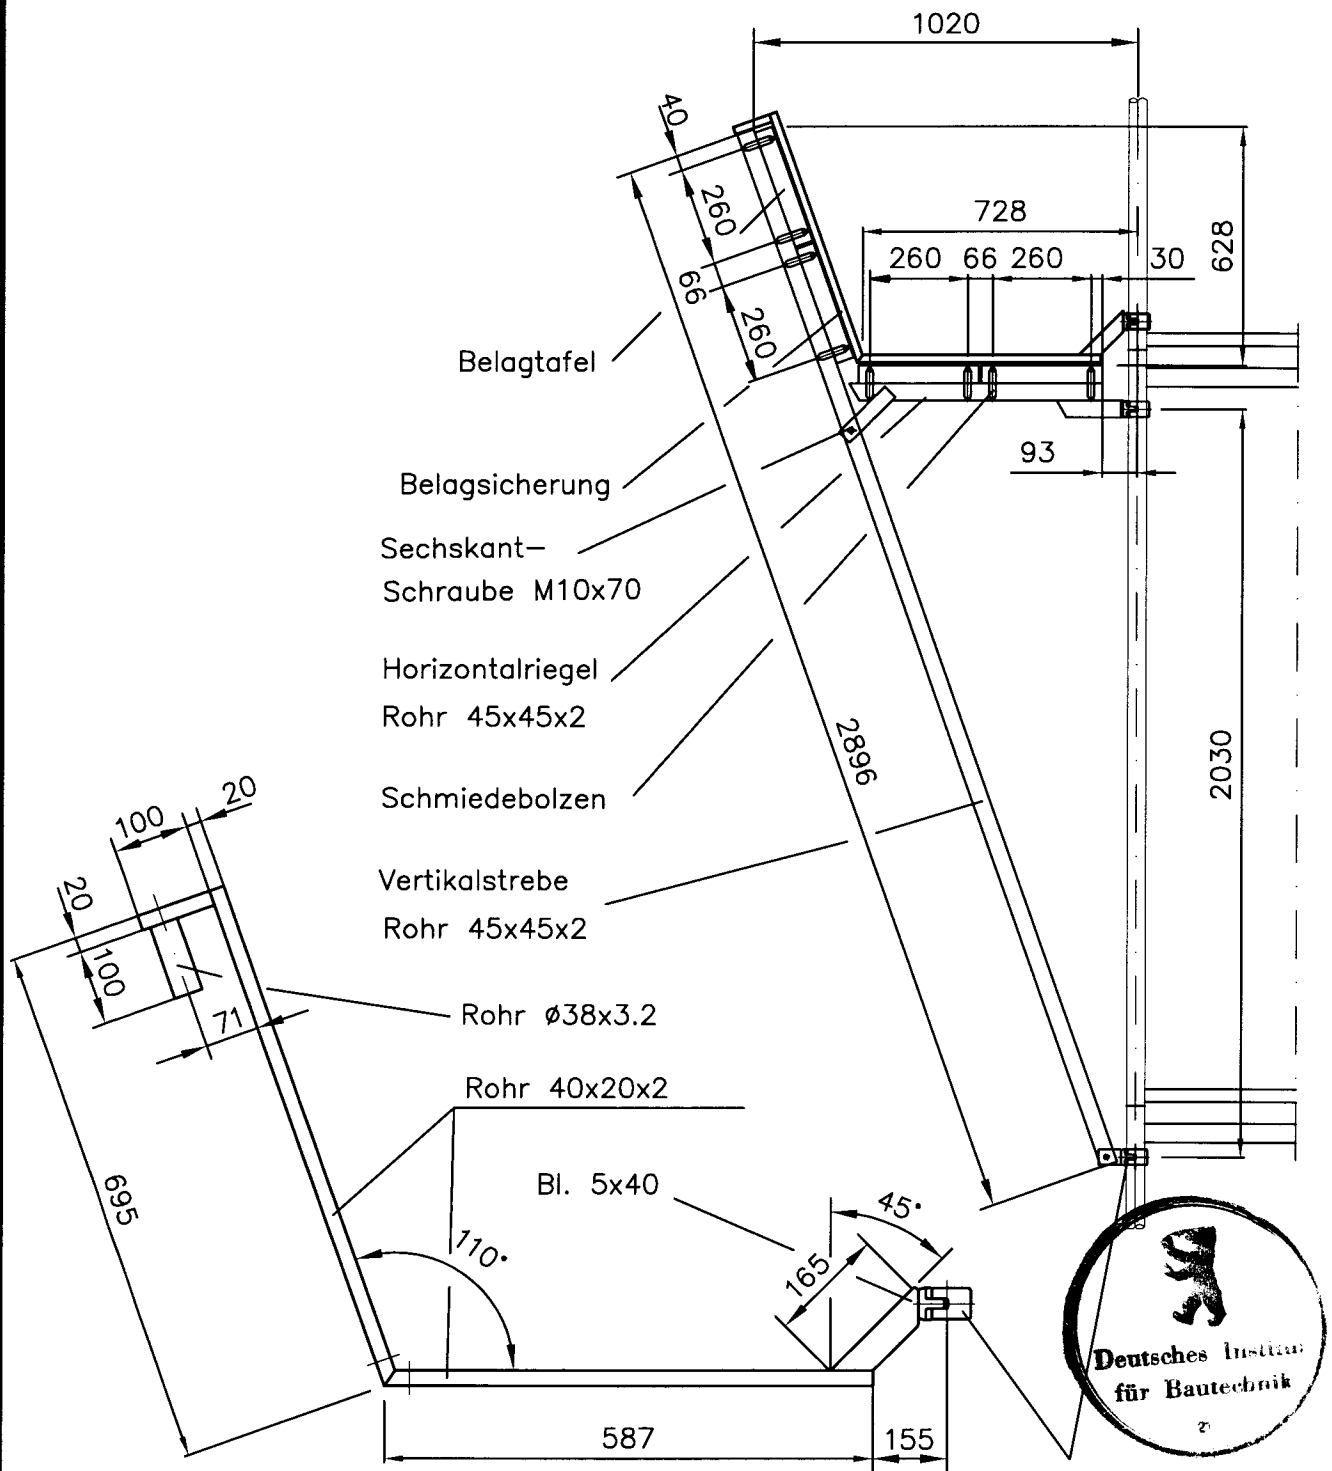 1020
40
260
66
260
728
260 66 260 30
628
Belagtafel
Belagsicherung
93
Sechskant-
Schraube M10x70
Horizontalriegel
Rohr 45x45x2
2896
2030
Schmiedebolzen
Vertikalstrebe
Rohr 45x45x2
100
20
20
100
71
Rohr ø38x3.2
Rohr 40x20x2
695
110°
Bl. 5x40
45°
165
Deutsches Institut
für Bautechnik
587
155